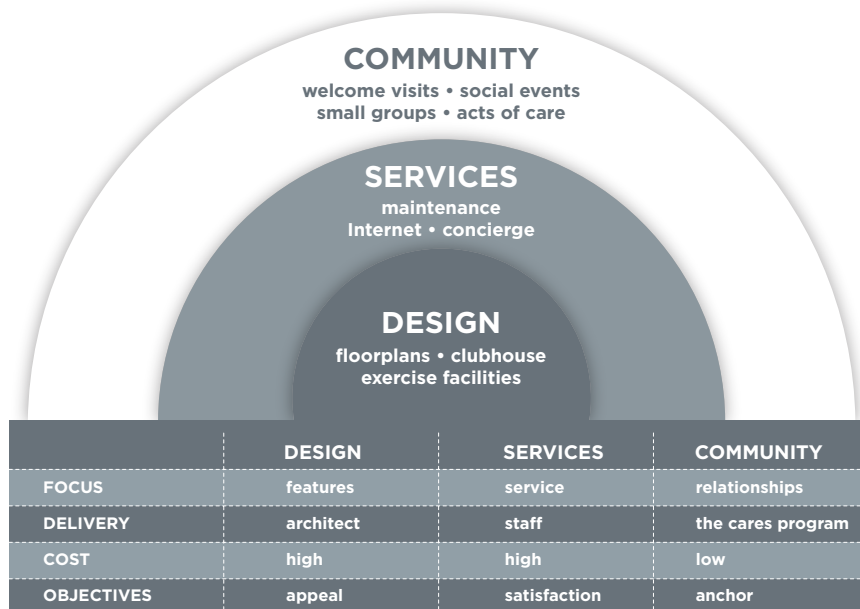 COMMUNITY
welcome visits • social events
small groups • acts of care
SERVICES
maintenance
Internet • concierge
DESIGN
floorplans • clubhouse
exercise facilities
DESIGN SERVICES COMMUNITY
FOCUS features service relationships
DELIVERY architect staff the cares program
COST high high low
OBJECTIVES appeal satisfaction anchor